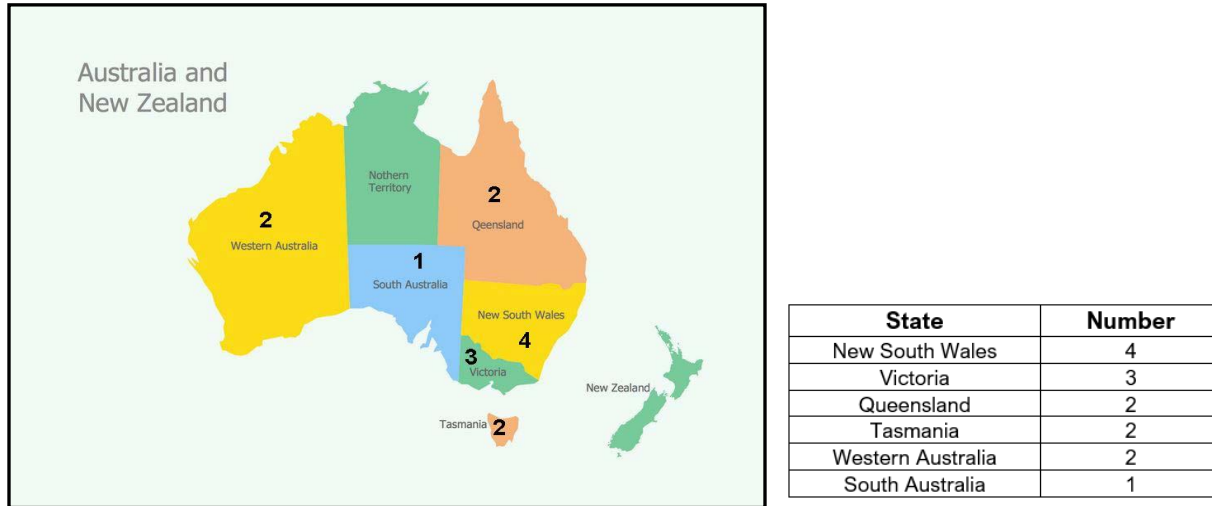 Australia and
New Zealand
Nothern
Territory
2
Qeensland
2
Western Australia
1
South Australia
New South Wales
4
3
Victoria
New Zealand
Tasmania 2
State Number
New South Wales 4
Victoria 3
Queensland 2
Tasmania 2
Western Australia 2
South Australia 1